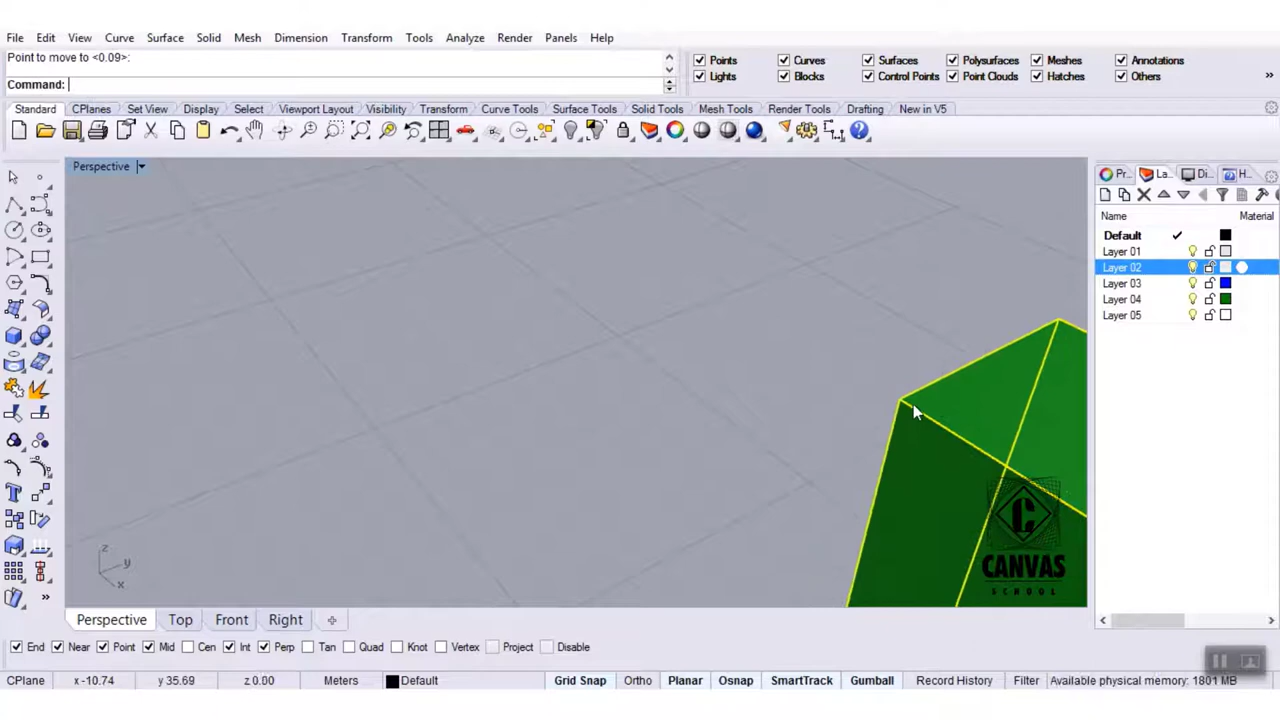 File Edit View Curve Surface Solid Mesh Dimension Transform Tools Analyze Render Panels Help
Point to move to <0.09>:
Command:
Points Curves Surfaces Polysurfaces Meshes Annotations
Lights Blocks Control Points Point Clouds Hatches Others
Standard CPlanes Set View Display Select Viewport Layout Visibility Transform Curve Tools Surface Tools Solid Tools Mesh Tools Render Tools Drafting New in V5
Perspective
Pr... La... Di... H...
Name Material
Default
Layer 01
Layer 02
Layer 03
Layer 04
Layer 05
z
y
x
CANVAS
SCHOOL
Perspective Top Front Right
End Near Point Mid Cen Int Perp Tan Quad Knot Vertex Project Disable
CPlane x -10.74 y 35.69 z 0.00 Meters Default Grid Snap Ortho Planar Osnap SmartTrack Gumball Record History Filter Available physical memory: 1801 MB